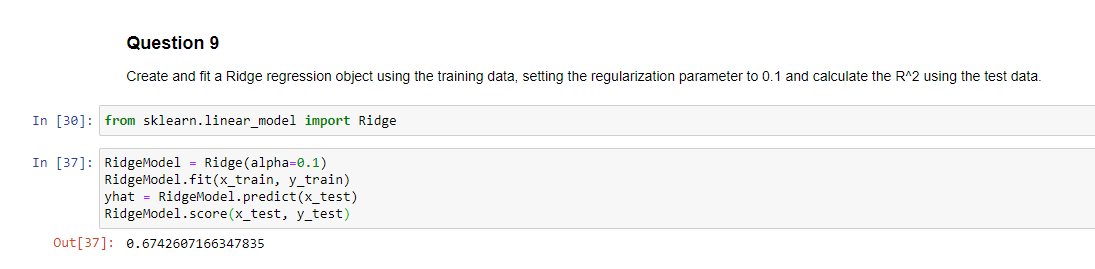 Question 9
Create and fit a Ridge regression object using the training data, setting the regularization parameter to 0.1 and calculate the R^2 using the test data.
In [30]: from sklearn.linear_model import Ridge
In [37]: RidgeModel = Ridge(alpha=0.1)
RidgeModel.fit(x_train, y_train)
yhat = RidgeModel.predict(x_test)
RidgeModel.score(x_test, y_test)
Out[37]: 0.6742607166347835